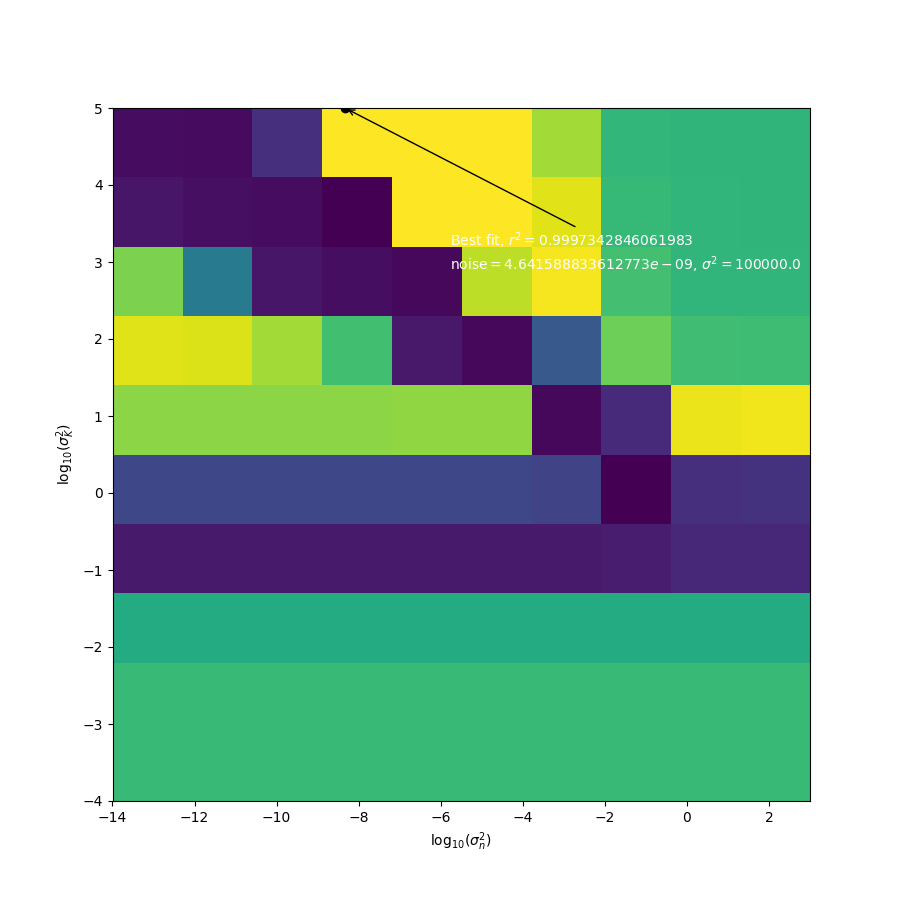 5
4
3
2
1
0
−1
−2
−3
−4
Best fit, r² = 0.9997342846061983
noise = 4.641588833612773e − 09, σ² = 100000.0
−14 −12 −10 −8 −6 −4 −2 0 2
log₁₀(σ²ₙ)
log₁₀(σ²_K)